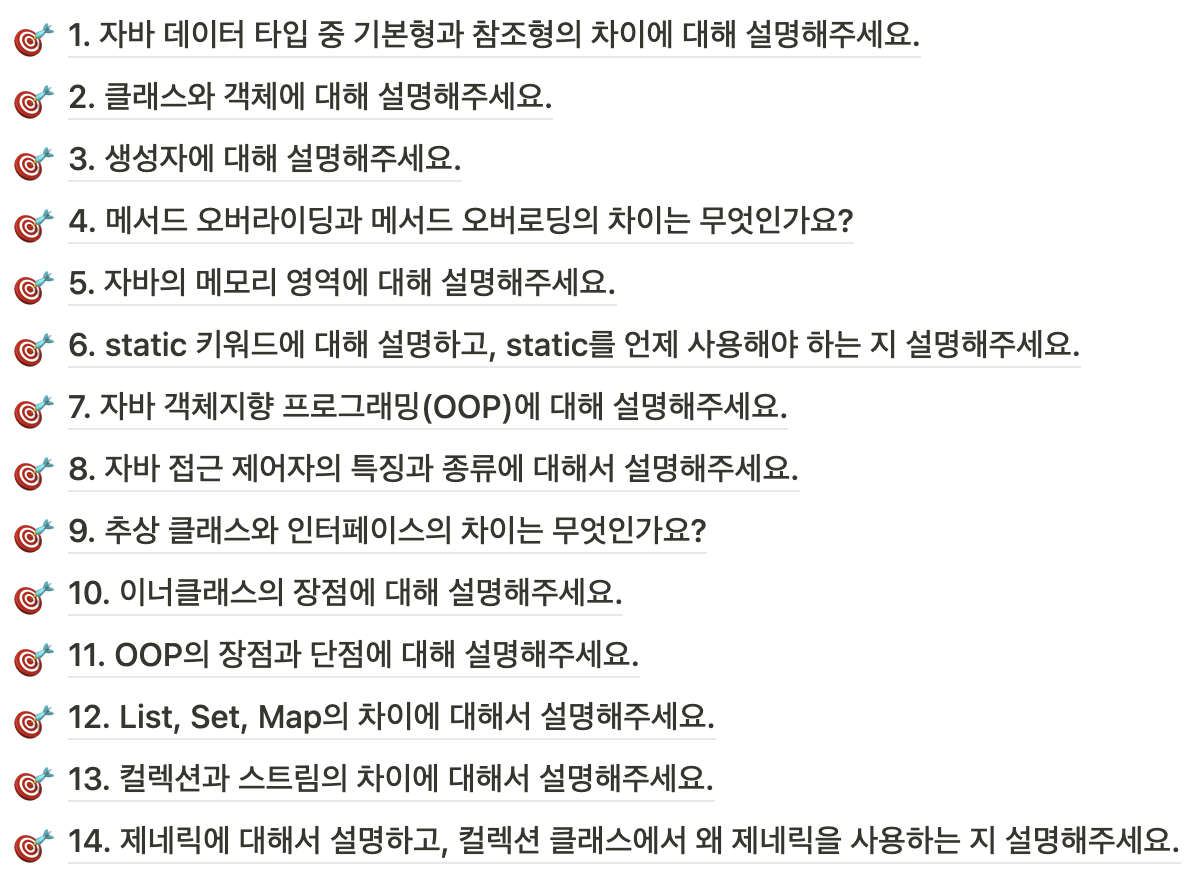 1. 자바 데이터 타입 중 기본형과 참조형의 차이에 대해 설명해주세요.
2. 클래스와 객체에 대해 설명해주세요.
3. 생성자에 대해 설명해주세요.
4. 메서드 오버라이딩과 메서드 오버로딩의 차이는 무엇인가요?
5. 자바의 메모리 영역에 대해 설명해주세요.
6. static 키워드에 대해 설명하고, static를 언제 사용해야 하는 지 설명해주세요.
7. 자바 객체지향 프로그래밍(OOP)에 대해 설명해주세요.
8. 자바 접근 제어자의 특징과 종류에 대해서 설명해주세요.
9. 추상 클래스와 인터페이스의 차이는 무엇인가요?
10. 이너클래스의 장점에 대해 설명해주세요.
11. OOP의 장점과 단점에 대해 설명해주세요.
12. List, Set, Map의 차이에 대해서 설명해주세요.
13. 컬렉션과 스트림의 차이에 대해서 설명해주세요.
14. 제네릭에 대해서 설명하고, 컬렉션 클래스에서 왜 제네릭을 사용하는 지 설명해주세요.